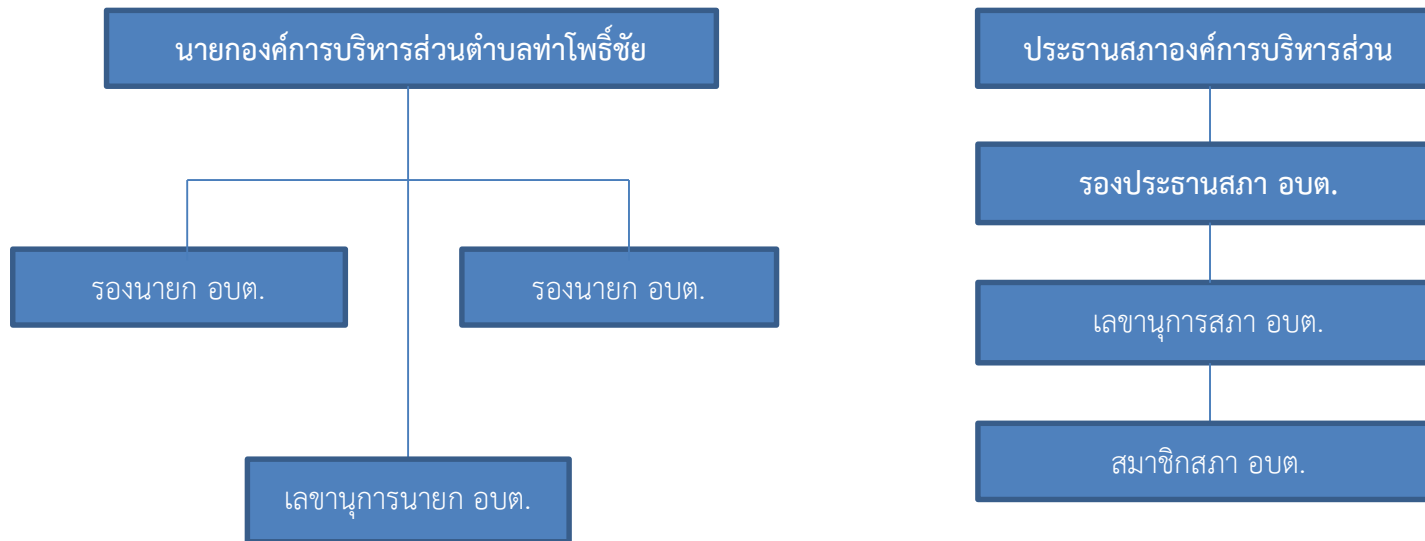 นายกองค์การบริหารส่วนตำบลท่าโพธิ์ชัย
รองนายก อบต.
รองนายก อบต.
เลขานุการนายก อบต.
ประธานสภาองค์การบริหารส่วน
รองประธานสภา อบต.
เลขานุการสภา อบต.
สมาชิกสภา อบต.